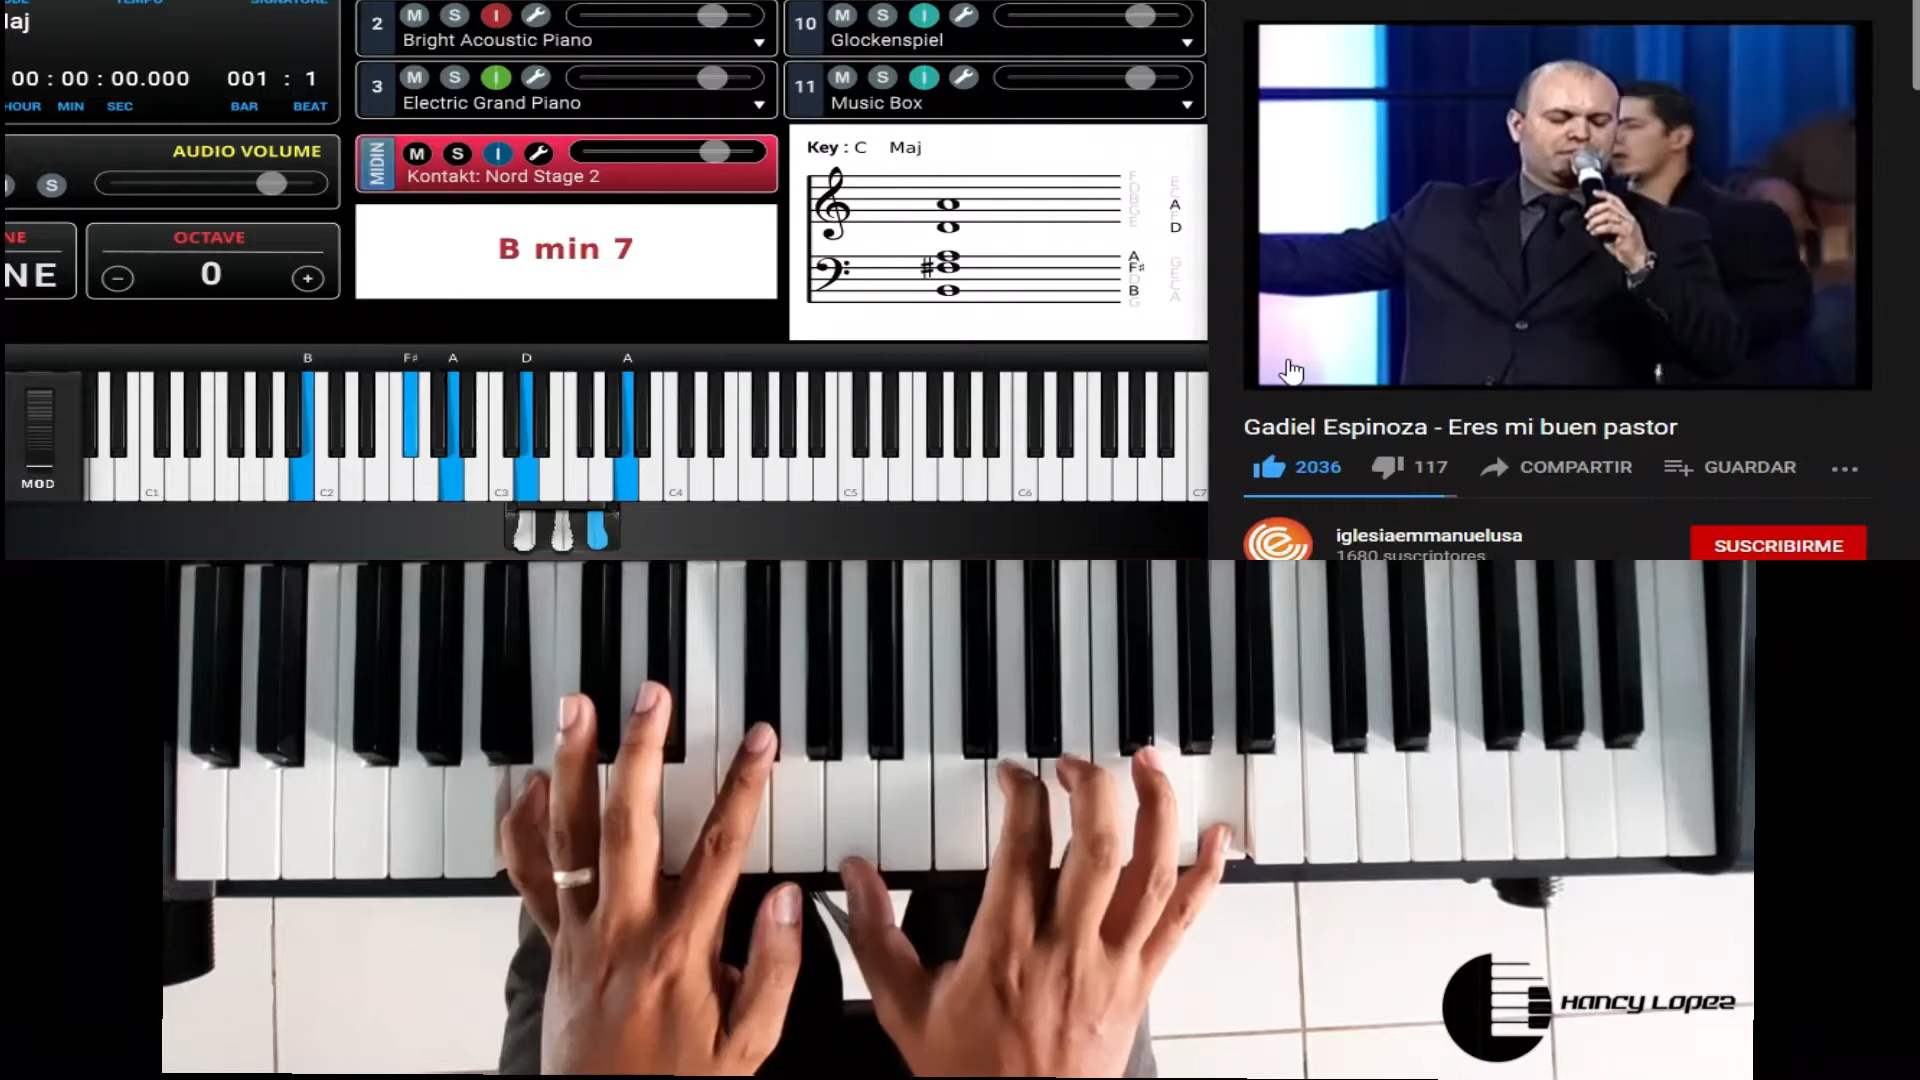 TEMPO
SIGNATURE
00 : 00 : 00.000
001 : 1
HOUR MIN SEC
BAR BEAT
AUDIO VOLUME
S
OCTAVE
NE
0
2 M S I
Bright Acoustic Piano
3 M S I
Electric Grand Piano
10 M S I
Glockenspiel
11 M S I
Music Box
MIDIN M S I
Kontakt: Nord Stage 2
B min 7
Key : C Maj
F
D
B
G
E
E
C
A
F
D
A
F#
D
B
G
G
E
C
A
B F# A D A
MOD
C1 C2 C3 C4 C5 C6 C7
Gadiel Espinoza - Eres mi buen pastor
2036 117 COMPARTIR GUARDAR
iglesiaemmanuelusa
1680 suscriptores
SUSCRIBIRME
HANCY LOPEZ